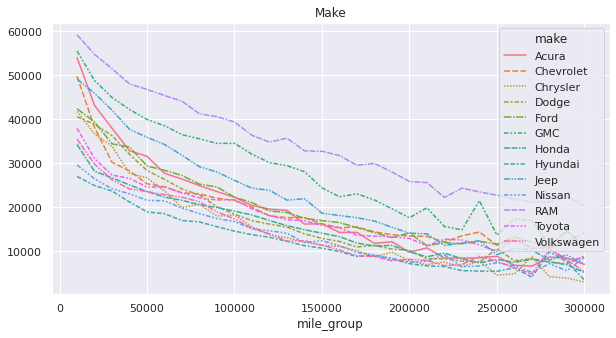 Make
60000
50000
40000
30000
20000
10000
make
Acura
Chevrolet
Chrysler
Dodge
Ford
GMC
Honda
Hyundai
Jeep
Nissan
RAM
Toyota
Volkswagen
0 50000 100000 150000 200000 250000 300000
mile_group